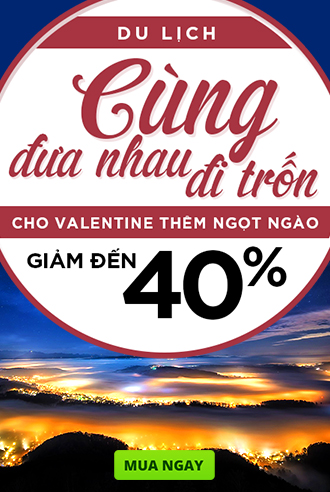 DU LỊCH
Cùng
đưa nhau
đi trốn
CHO VALENTINE THÊM NGỌT NGÀO
GIẢM ĐẾN
40%
MUA NGAY